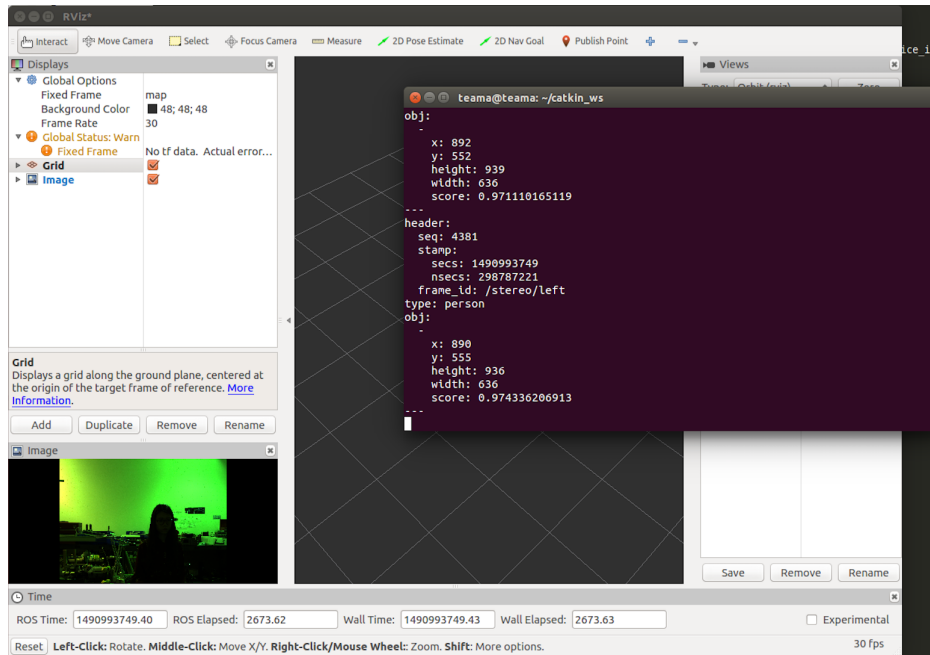 RViz*
Interact Move Camera Select Focus Camera Measure 2D Pose Estimate 2D Nav Goal Publish Point
Displays
Global Options
Fixed Frame map
Background Color 48; 48; 48
Frame Rate 30
Global Status: Warn
Fixed Frame No tf data. Actual error...
Grid
Image
Grid
Displays a grid along the ground plane, centered at
the origin of the target frame of reference. More
Information.
Add Duplicate Remove Rename
Image
Views
teama@teama: ~/catkin_ws
obj:
-
x: 892
y: 552
height: 939
width: 636
score: 0.971110165119
---
header:
seq: 4381
stamp:
secs: 1490993749
nsecs: 298787221
frame_id: /stereo/left
type: person
obj:
-
x: 890
y: 555
height: 936
width: 636
score: 0.974336206913
---
ice_i
Save Remove Rename
Time
ROS Time: 1490993749.40 ROS Elapsed: 2673.62 Wall Time: 1490993749.43 Wall Elapsed: 2673.63 Experimental
Reset Left-Click: Rotate. Middle-Click: Move X/Y. Right-Click/Mouse Wheel:: Zoom. Shift: More options. 30 fps